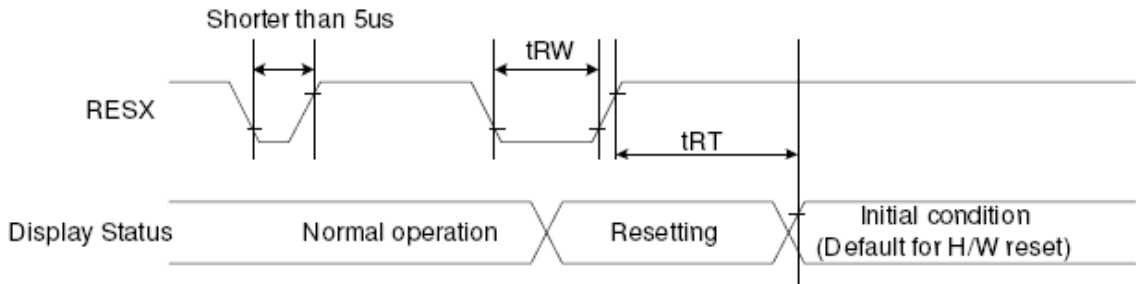 Shorter than 5us
tRW
RESX
tRT
Display Status
Normal operation
Resetting
Initial condition
(Default for H/W reset)